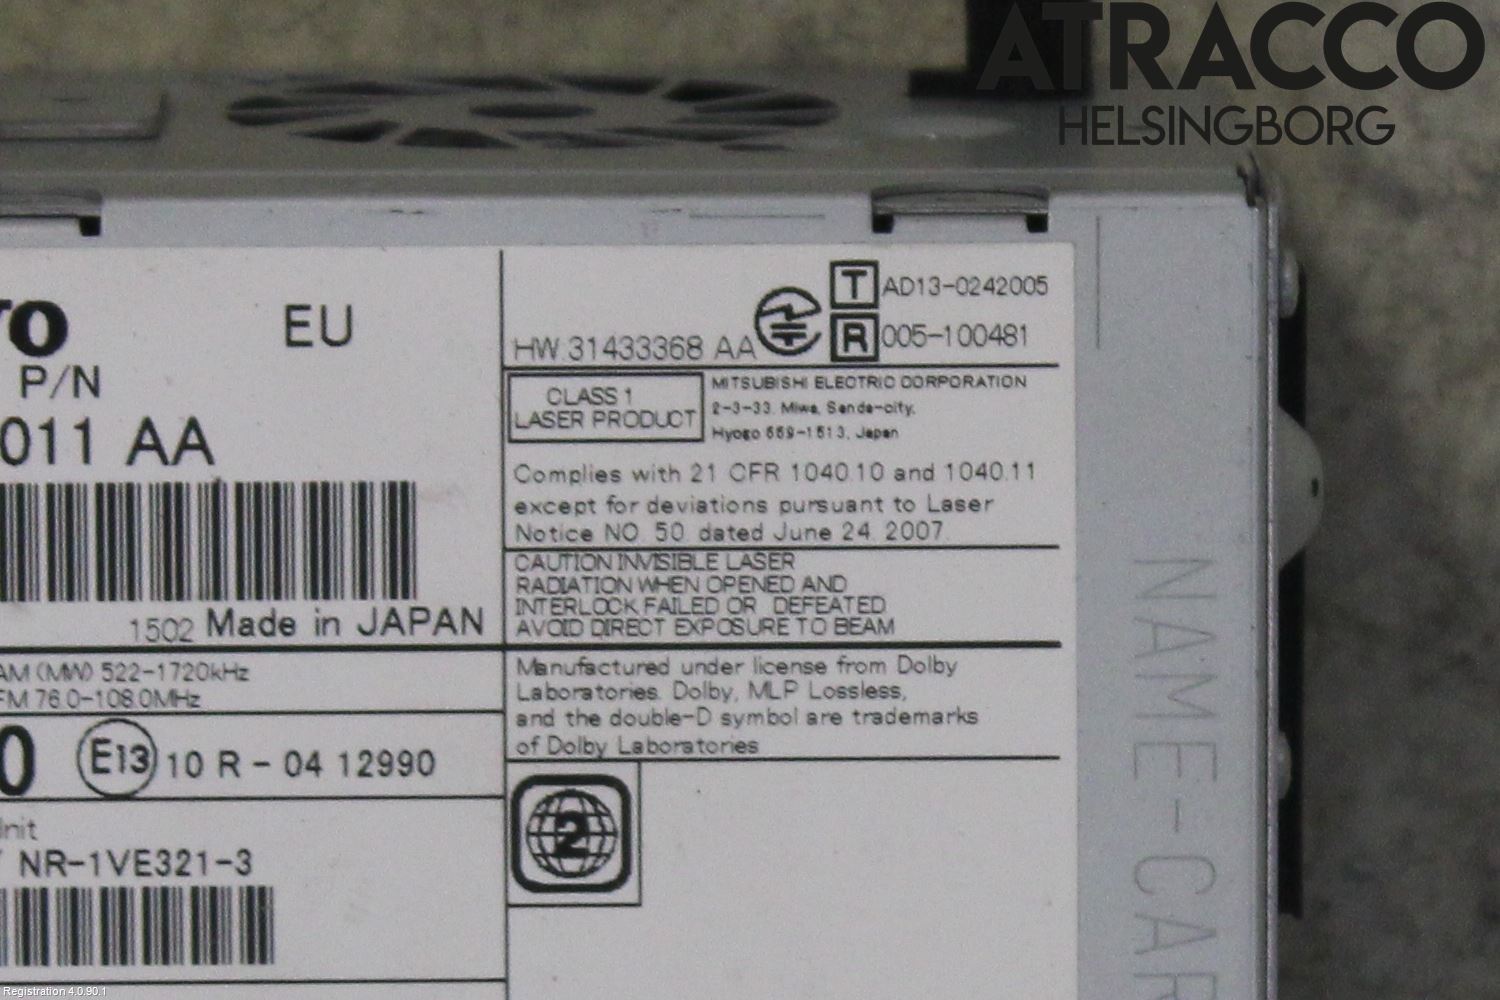 ATRACCO
HELSINGBORG
EU
P/N
011 AA
1502 Made in JAPAN
AM (MW) 522-1720kHz
FM 76.0-108.0MHz
0 E13 10 R - 04 12990
Unit
NR-1VE321-3
T AD13-0242005
HW 31433368 AA R 005-100481
CLASS 1
LASER PRODUCT
MITSUBISHI ELECTRIC CORPORATION
2-3-33, Miwa, Sanda-city,
Hyogo 669-1513, Japan
Complies with 21 CFR 1040.10 and 1040.11
except for deviations pursuant to Laser
Notice NO. 50, dated June 24, 2007.
CAUTION INVISIBLE LASER
RADIATION WHEN OPENED AND
INTERLOCK FAILED OR DEFEATED
AVOID DIRECT EXPOSURE TO BEAM
Manufactured under license from Dolby
Laboratories. Dolby, MLP Lossless,
and the double-D symbol are trademarks
of Dolby Laboratories
2
NAME-CAR
Registration 4.0.90.1